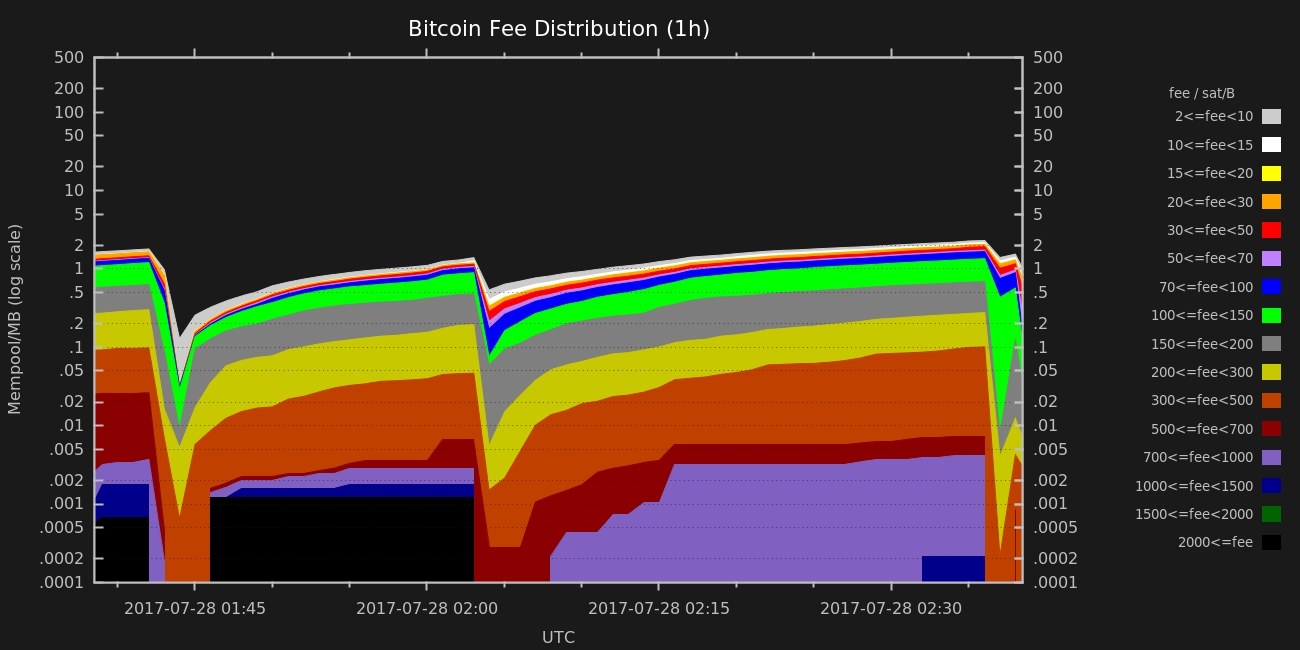 Bitcoin Fee Distribution (1h)
500 500
200 200
100 100
50 50
20 20
10 10
5 5
2 2
1 1
.5 .5
.2 .2
.1 .1
.05 .05
.02 .02
.01 .01
.005 .005
.002 .002
.001 .001
.0005 .0005
.0002 .0002
.0001 .0001
Mempool/MB (log scale)
2017-07-28 01:45 2017-07-28 02:00 2017-07-28 02:15 2017-07-28 02:30
UTC
fee / sat/B
2<=fee<10
10<=fee<15
15<=fee<20
20<=fee<30
30<=fee<50
50<=fee<70
70<=fee<100
100<=fee<150
150<=fee<200
200<=fee<300
300<=fee<500
500<=fee<700
700<=fee<1000
1000<=fee<1500
1500<=fee<2000
2000<=fee